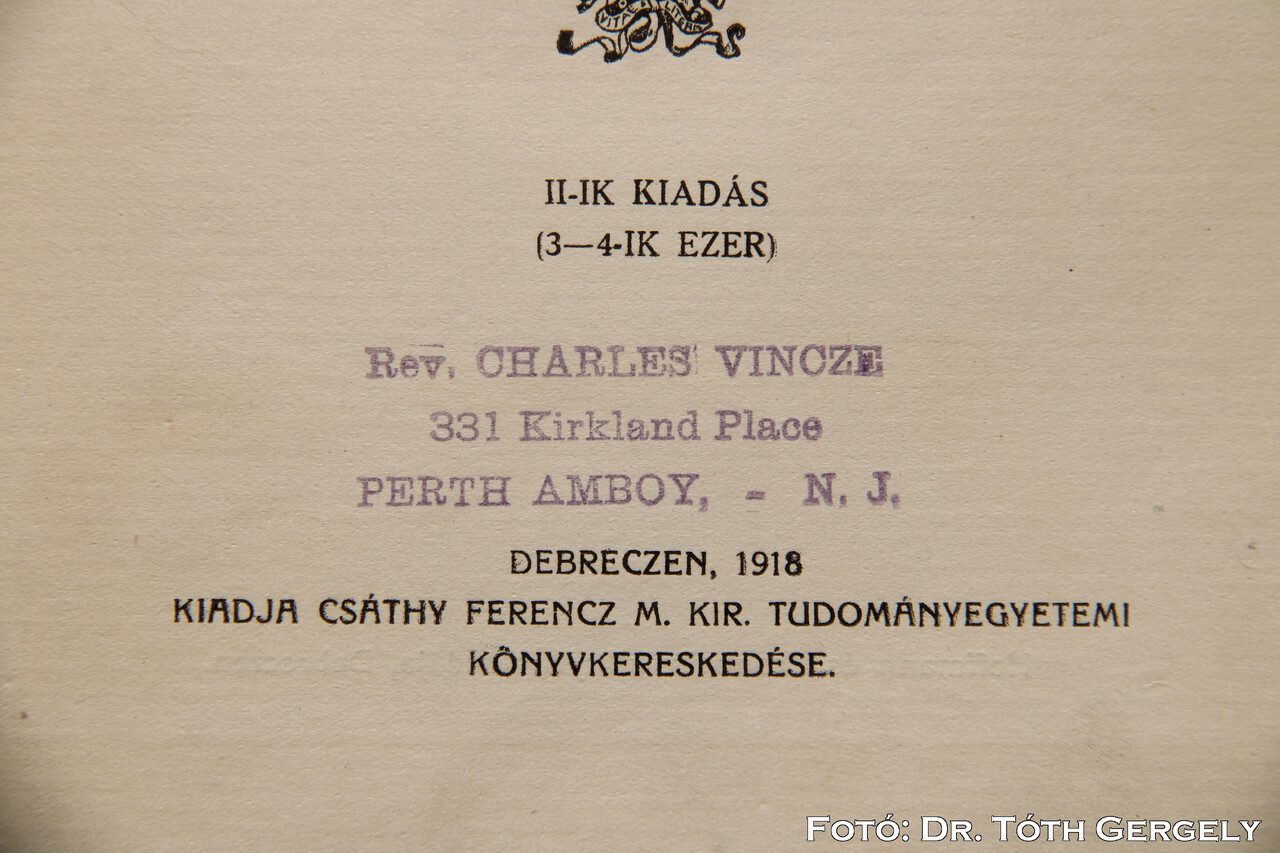 VITAE
II-IK KIADÁS
(3—4-IK EZER)
Rev. CHARLES VINCZE
331 Kirkland Place
PERTH AMBOY, - N. J.
DEBRECZEN, 1918
KIADJA CSÁTHY FERENCZ M. KIR. TUDOMÁNYEGYETEMI
KÖNYVKERESKEDÉSE.
FOTÓ: DR. TÓTH GERGELY